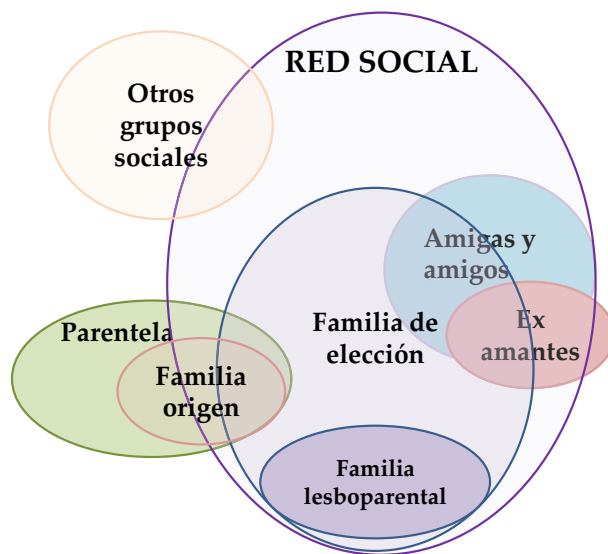 RED SOCIAL
Otros
grupos
sociales
Amigas y
amigos
Parentela
Familia de
elección
Ex
amantes
Familia
origen
Familia
lesboparental